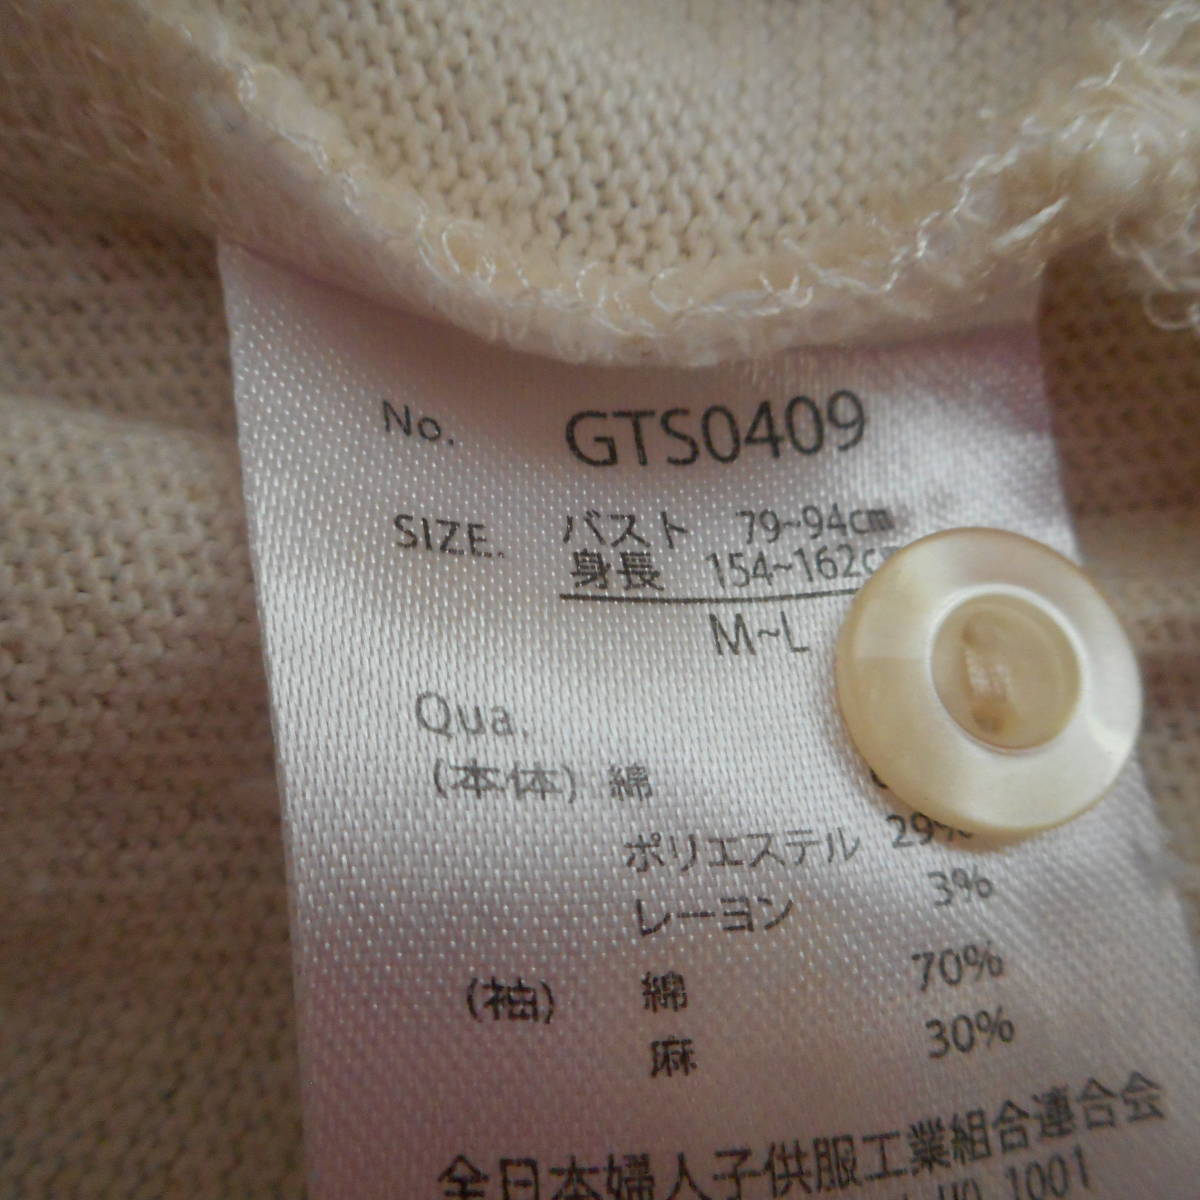 No. GTS0409
SIZE. バスト 79~94㎝
身長 154~162
M~L
Qua.
(本体) 綿
ポリエステル 29%
レーヨン 3%
(袖) 綿 70%
麻 30%
全日本婦人子供服工業組合連合会
1001